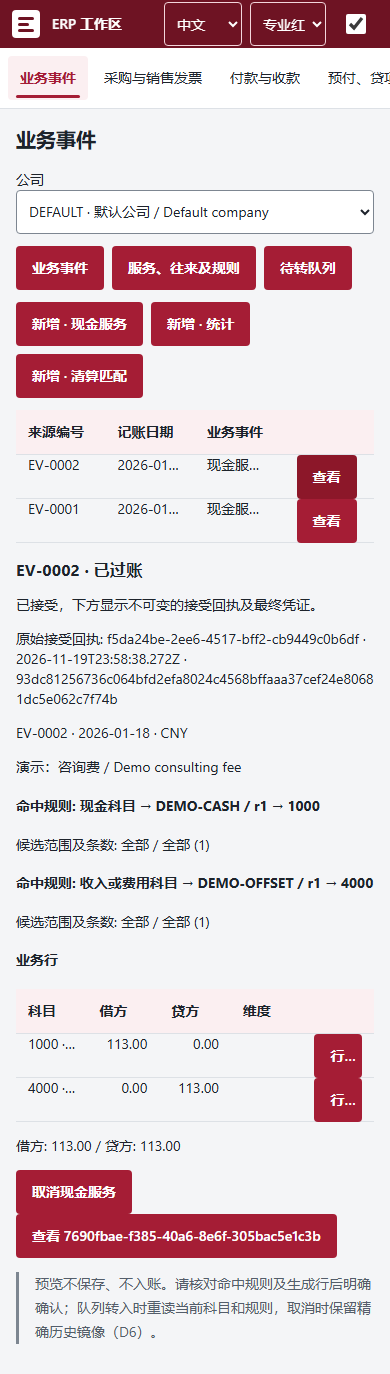 ERP 工作区 中文 专业红
业务事件 采购与销售发票 付款与收款 预付、贷项
业务事件
公司
DEFAULT · 默认公司 / Default company
业务事件 服务、往来及规则 待转队列
新增 · 现金服务 新增 · 统计
新增 · 清算匹配
来源编号 记账日期 业务事件
EV-0002 2026-01... 现金服... 查看
EV-0001 2026-01... 现金服... 查看
EV-0002 · 已过账
已接受，下方显示不可变的接受回执及最终凭证。
原始接受回执: f5da24be-2ee6-4517-bff2-cb9449c0b6df ·
2026-11-19T23:58:38.272Z ·
93dc81256736c064bfd2efa8024c4568bffaaa37cef24e8068
1dc5e062c7f74b
EV-0002 · 2026-01-18 · CNY
演示：咨询费 / Demo consulting fee
命中规则: 现金科目 → DEMO-CASH / r1 → 1000
候选范围及条数: 全部 / 全部 (1)
命中规则: 收入或费用科目 → DEMO-OFFSET / r1 → 4000
候选范围及条数: 全部 / 全部 (1)
业务行
科目 借方 贷方 维度
1000 ·... 113.00 0.00 行...
4000 ·... 0.00 113.00 行...
借方: 113.00 / 贷方: 113.00
取消现金服务
查看 7690fbae-f385-40a6-8e6f-305bac5e1c3b
预览不保存、不入账。请核对命中规则及生成行后明确
确认；队列转入时重读当前科目和规则，取消时保留精
确历史镜像（D6）。